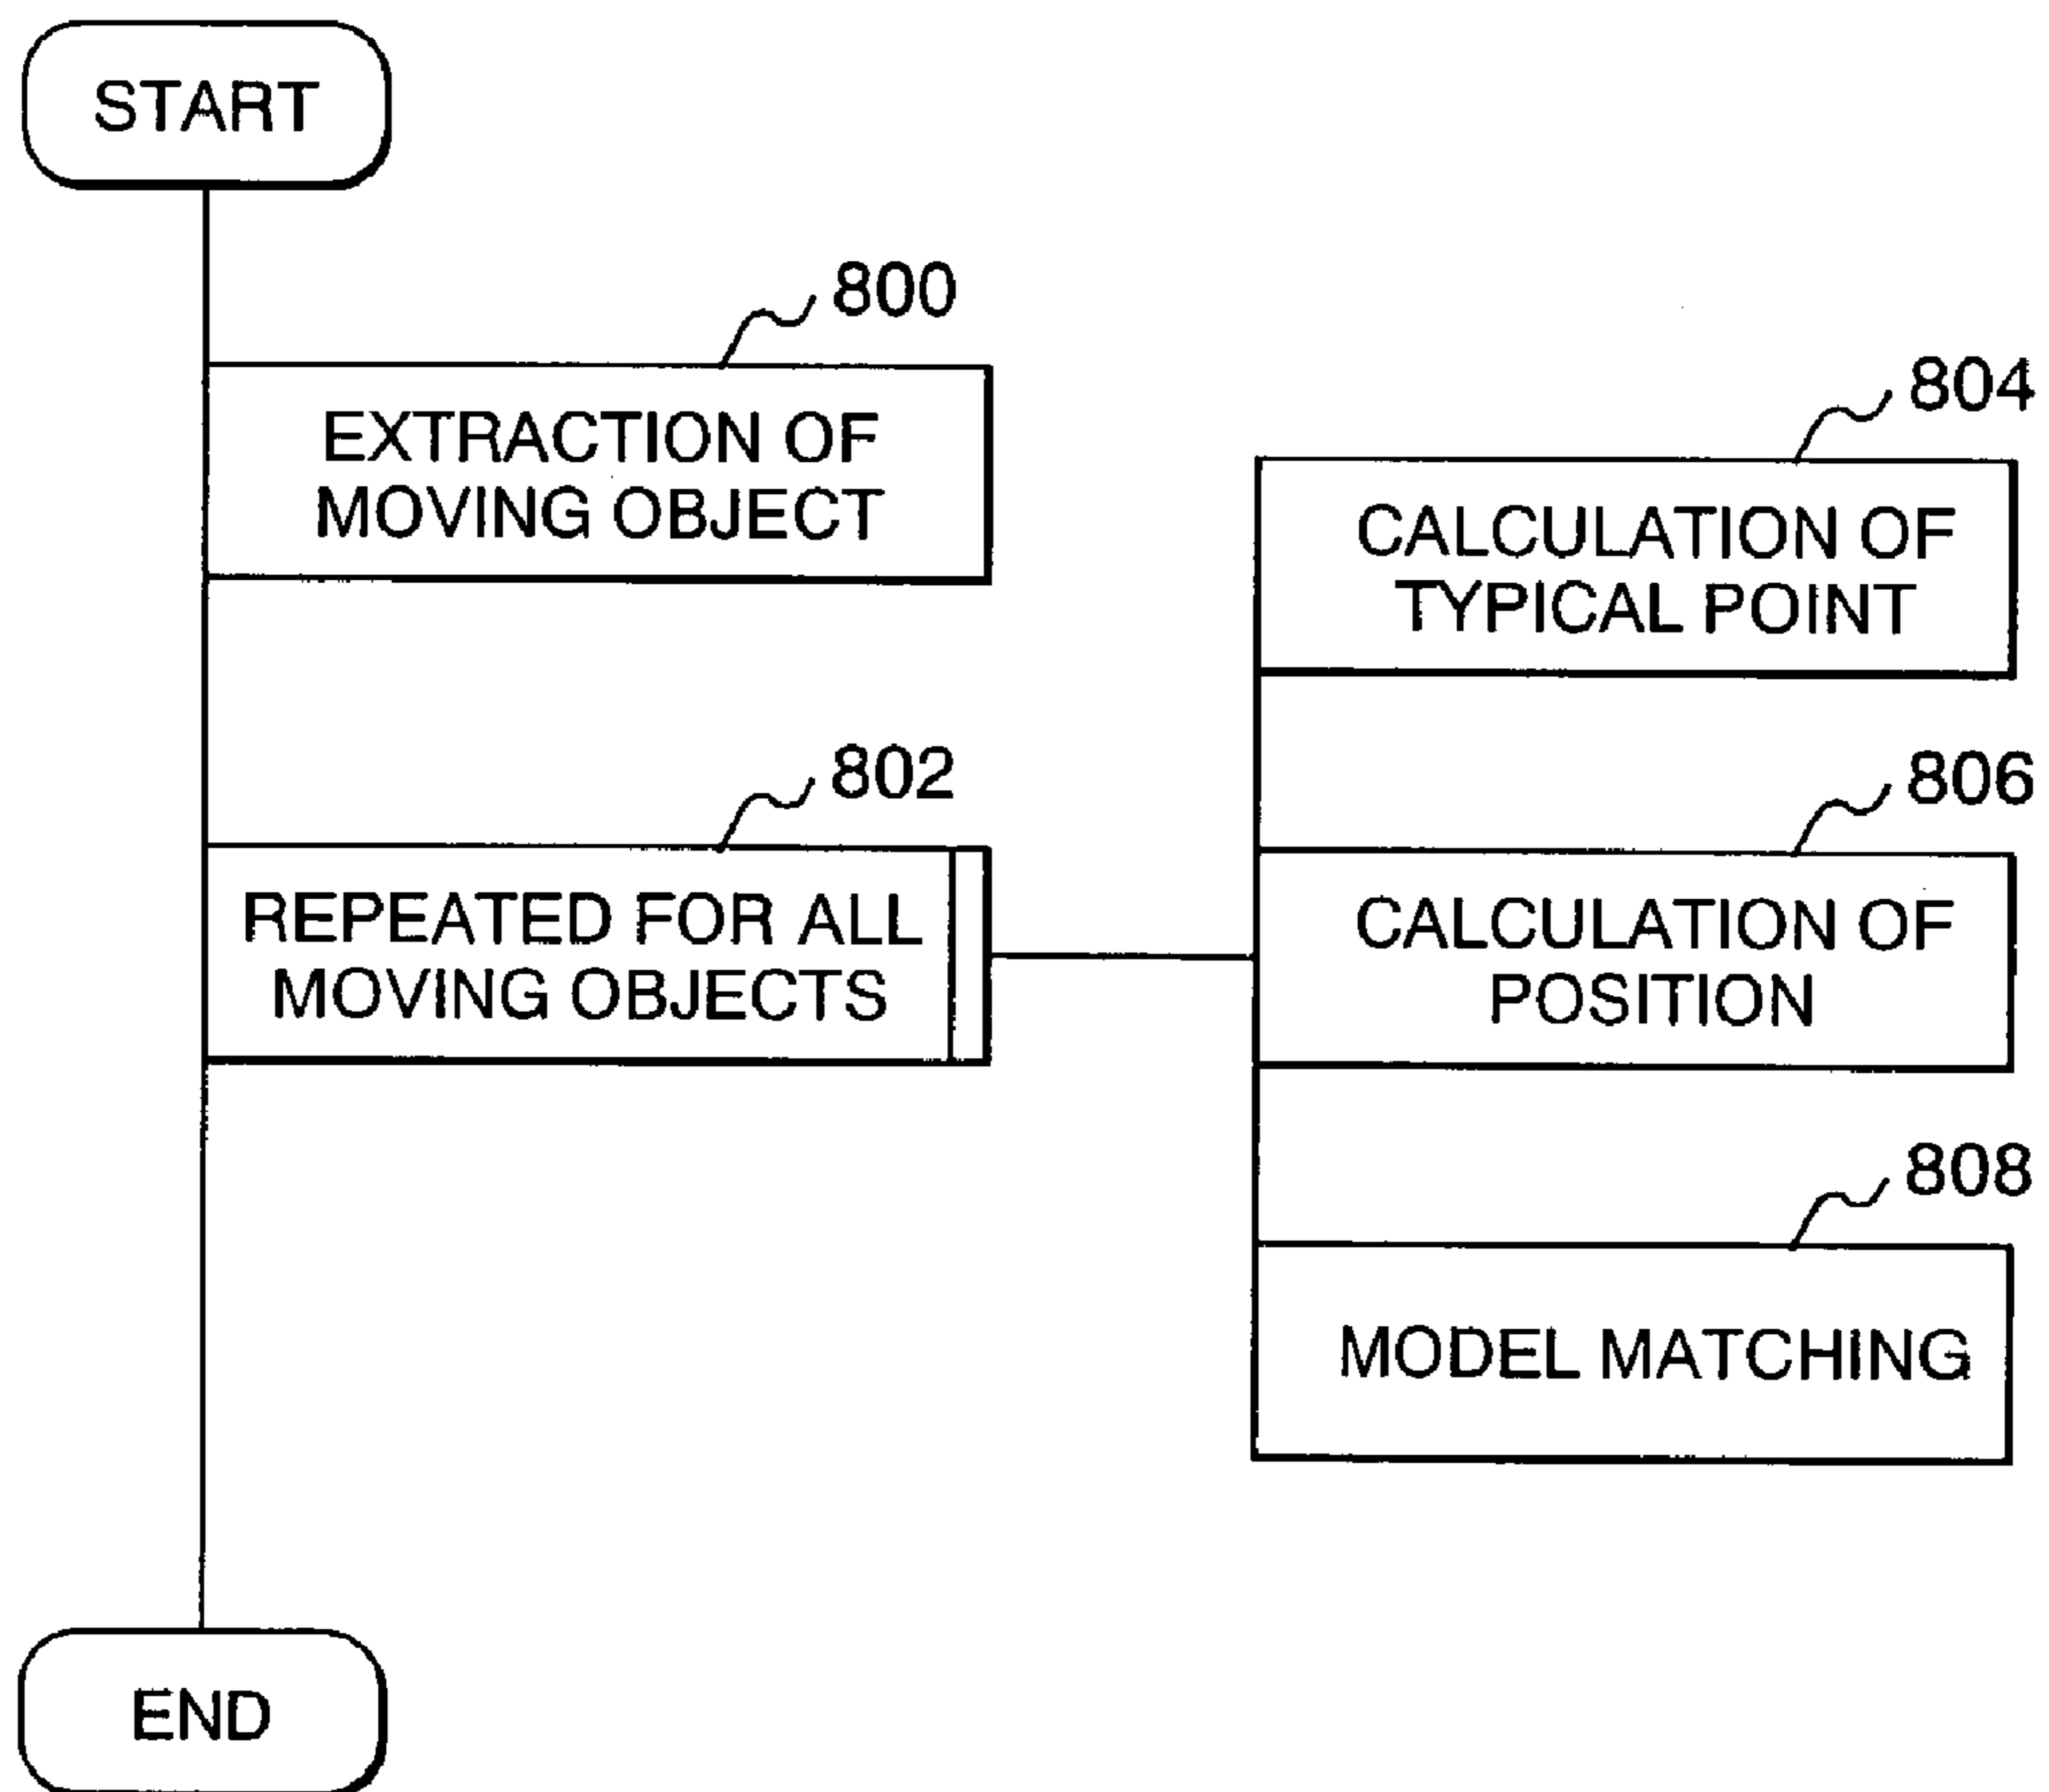 START
800
EXTRACTION OF
MOVING OBJECT
802
REPEATED FOR ALL
MOVING OBJECTS
804
CALCULATION OF
TYPICAL POINT
806
CALCULATION OF
POSITION
808
MODEL MATCHING
END